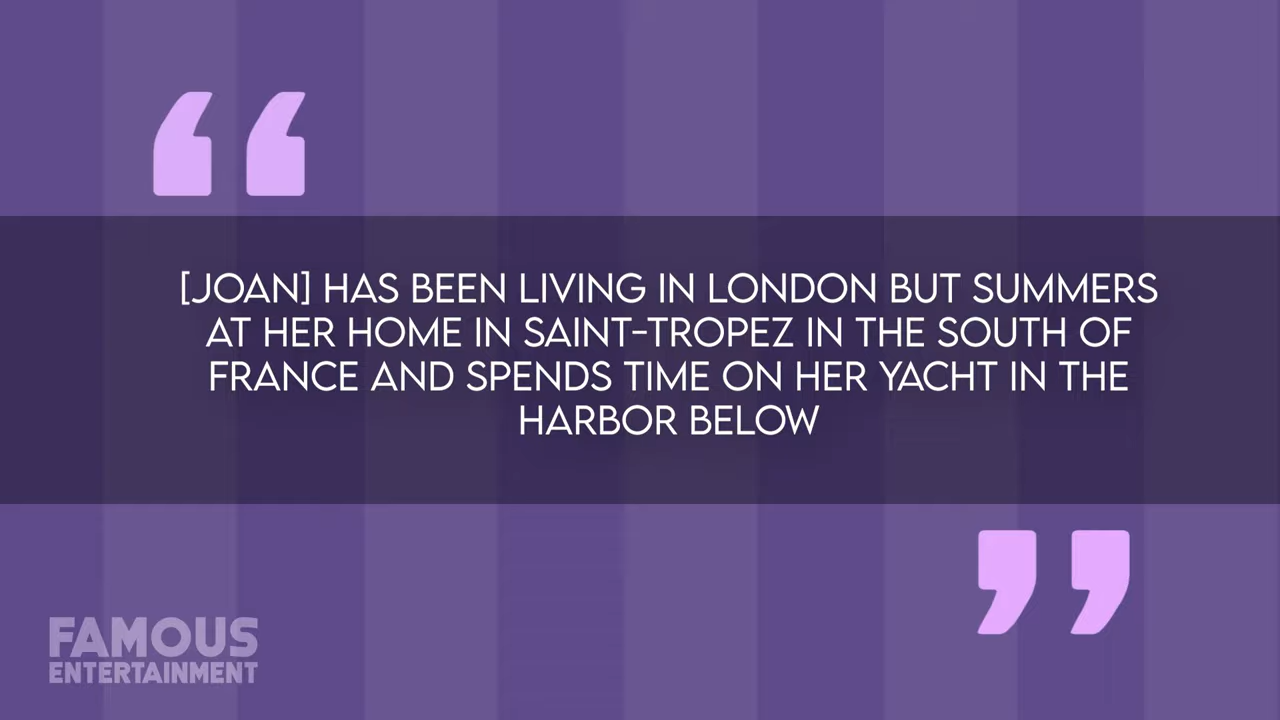 [JOAN] HAS BEEN LIVING IN LONDON BUT SUMMERS
AT HER HOME IN SAINT-TROPEZ IN THE SOUTH OF
FRANCE AND SPENDS TIME ON HER YACHT IN THE
HARBOR BELOW
FAMOUS
ENTERTAINMENT